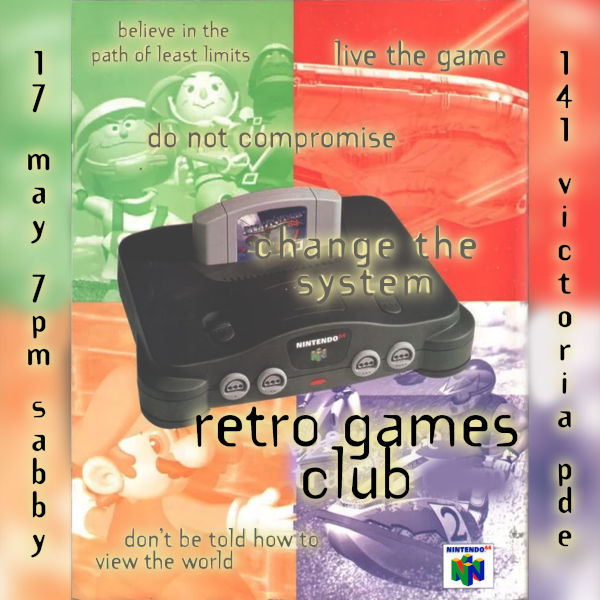 believe in the
path of least limits
live the game
do not compromise
change the
system
NINTENDO64
retro games
club
don't be told how to
view the world
2
NINTENDO64
17 may 7pm sabby
141 victoria pde